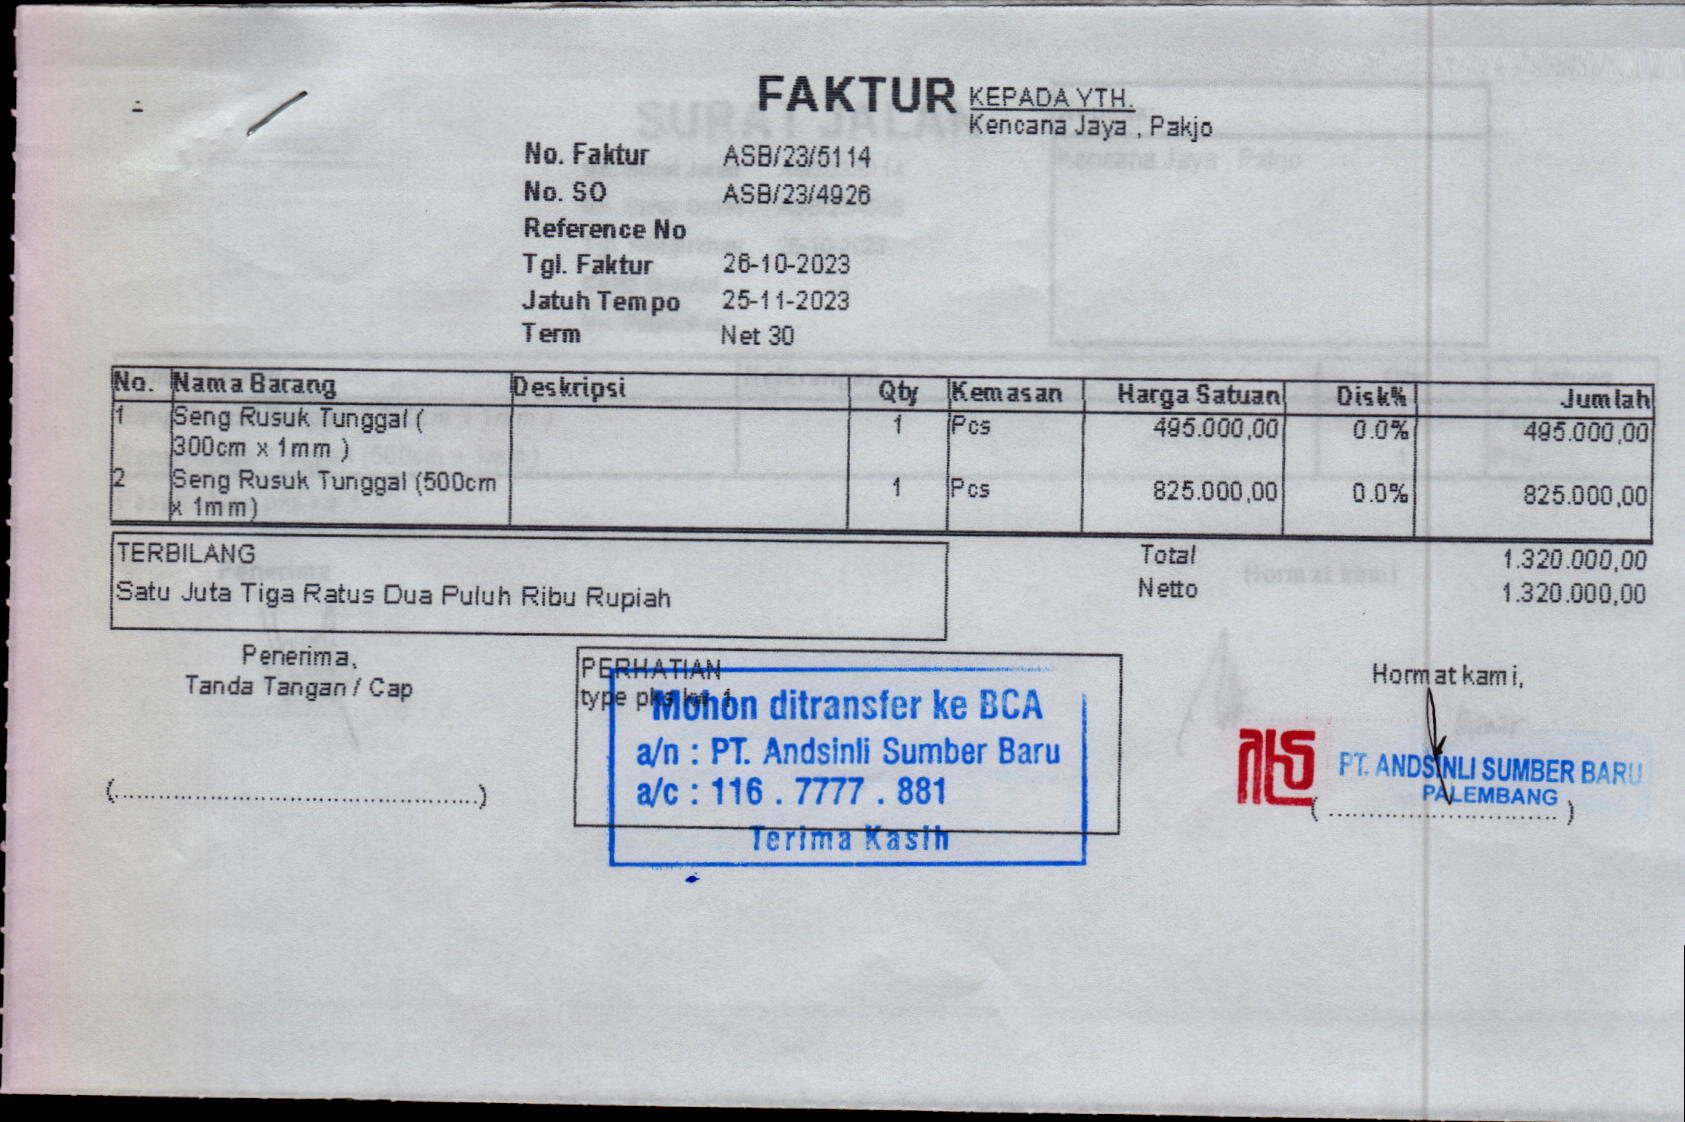 FAKTUR
KEPADA YTH.
Kencana Jaya , Pakjo
No. Faktur ASB/23/5114
No. SO ASB/23/4926
Reference No
Tgl. Faktur 26-10-2023
Jatuh Tempo 25-11-2023
Term Net 30
No. Nama Barang Deskripsi Qty Kemasan Harga Satuan Disk% Jumlah
1 Seng Rusuk Tunggal ( 1 Pcs 495.000,00 0.0% 495.000,00
300cm x 1mm )
2 Seng Rusuk Tunggal (500cm 1 Pcs 825.000,00 0.0% 825.000,00
x 1mm)
TERBILANG
Satu Juta Tiga Ratus Dua Puluh Ribu Rupiah
Total 1.320.000,00
Netto 1.320.000,00
Penerima,
Tanda Tangan / Cap
(................................................)
PERHATIAN
type pks ke 1
Mohon ditransfer ke BCA
a/n : PT. Andsinli Sumber Baru
a/c : 116 . 7777 . 881
Terima Kasih
Hormat kami,
PT. ANDSINLI SUMBER BARU
PALEMBANG
( .............................. )